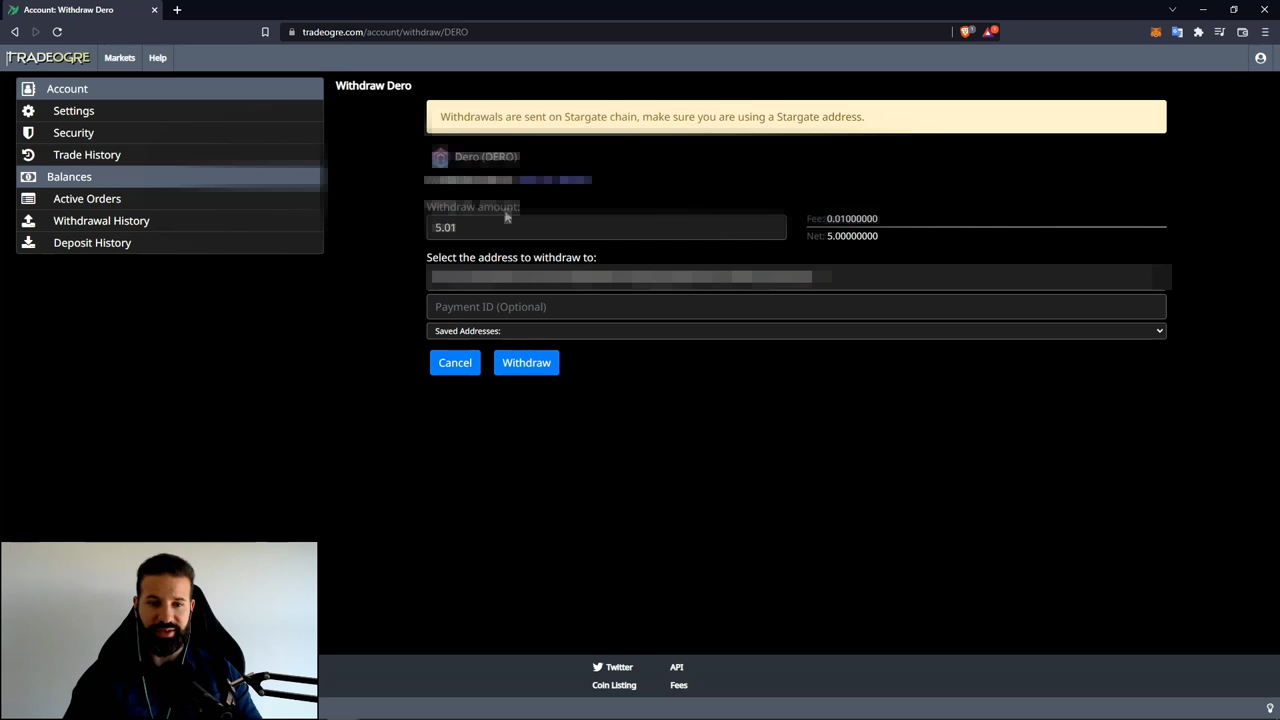 Account: Withdraw Dero
tradeogre.com/account/withdraw/DERO
TRADEOGRE
Markets
Help
Account
Settings
Security
Trade History
Balances
Active Orders
Withdrawal History
Deposit History
Withdraw Dero
Withdrawals are sent on Stargate chain, make sure you are using a Stargate address.
Dero (DERO)
Withdraw amount:
5.01
Fee: 0.01000000
Net: 5.00000000
Select the address to withdraw to:
Payment ID (Optional)
Saved Addresses:
Cancel
Withdraw
Twitter
API
Coin Listing
Fees